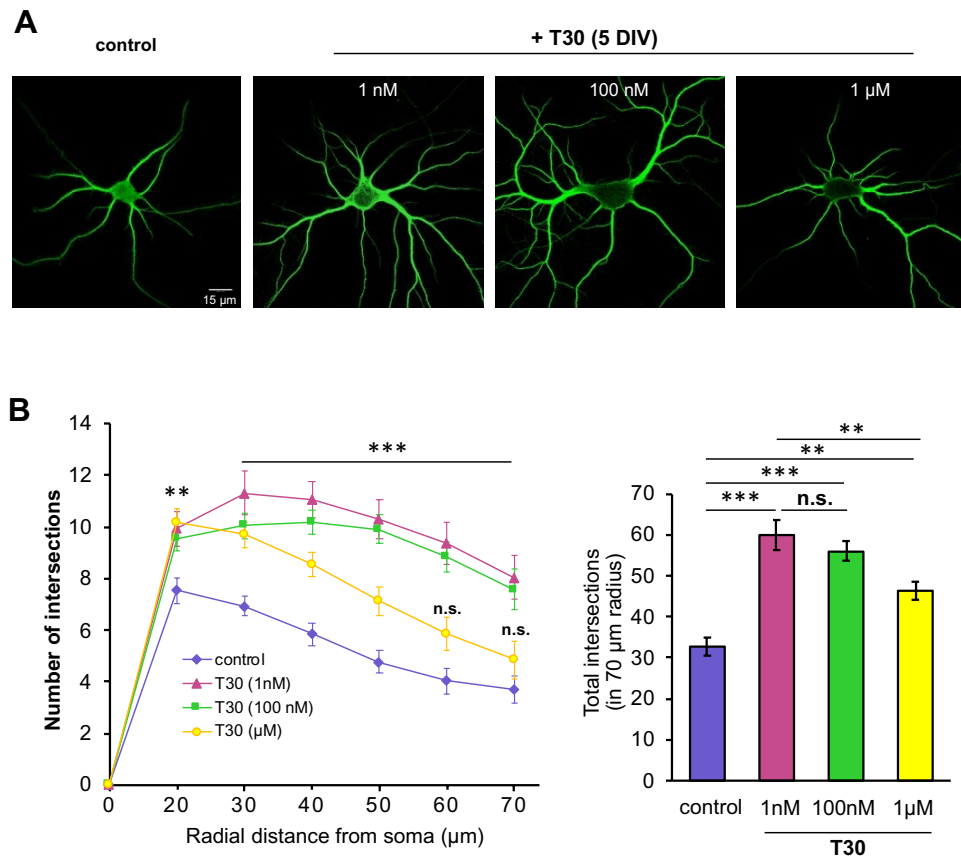 A
control
+ T30 (5 DIV)
1 nM
100 nM
1 µM
15 µm
B
14
12
10
8
6
4
2
0
Number of intersections
**
***
n.s.
n.s.
control
T30 (1nM)
T30 (100 nM)
T30 (µM)
0 20 30 40 50 60 70
Radial distance from soma (µm)
**
**
***
***
n.s.
70
60
50
40
30
30
60
0
Total intersections
(in 70 µm radius)
control 1nM 100nM 1µM
T30